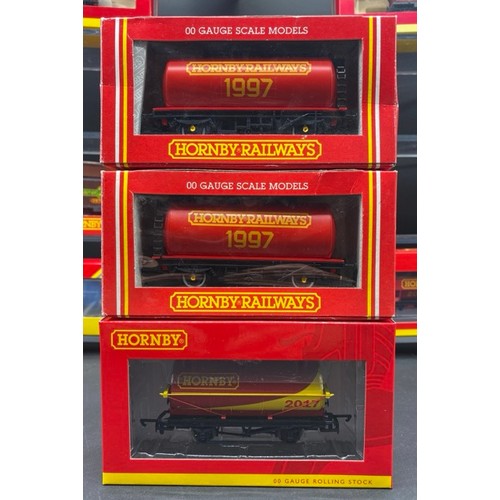 00 GAUGE SCALE MODELS
HORNBY·RAILWAYS
1997
HORNBY·RAILWAYS
00 GAUGE SCALE MODELS
HORNBY·RAILWAYS
1997
HORNBY·RAILWAYS
HORNBY®
HORNBY
2017
00 GAUGE ROLLING STOCK